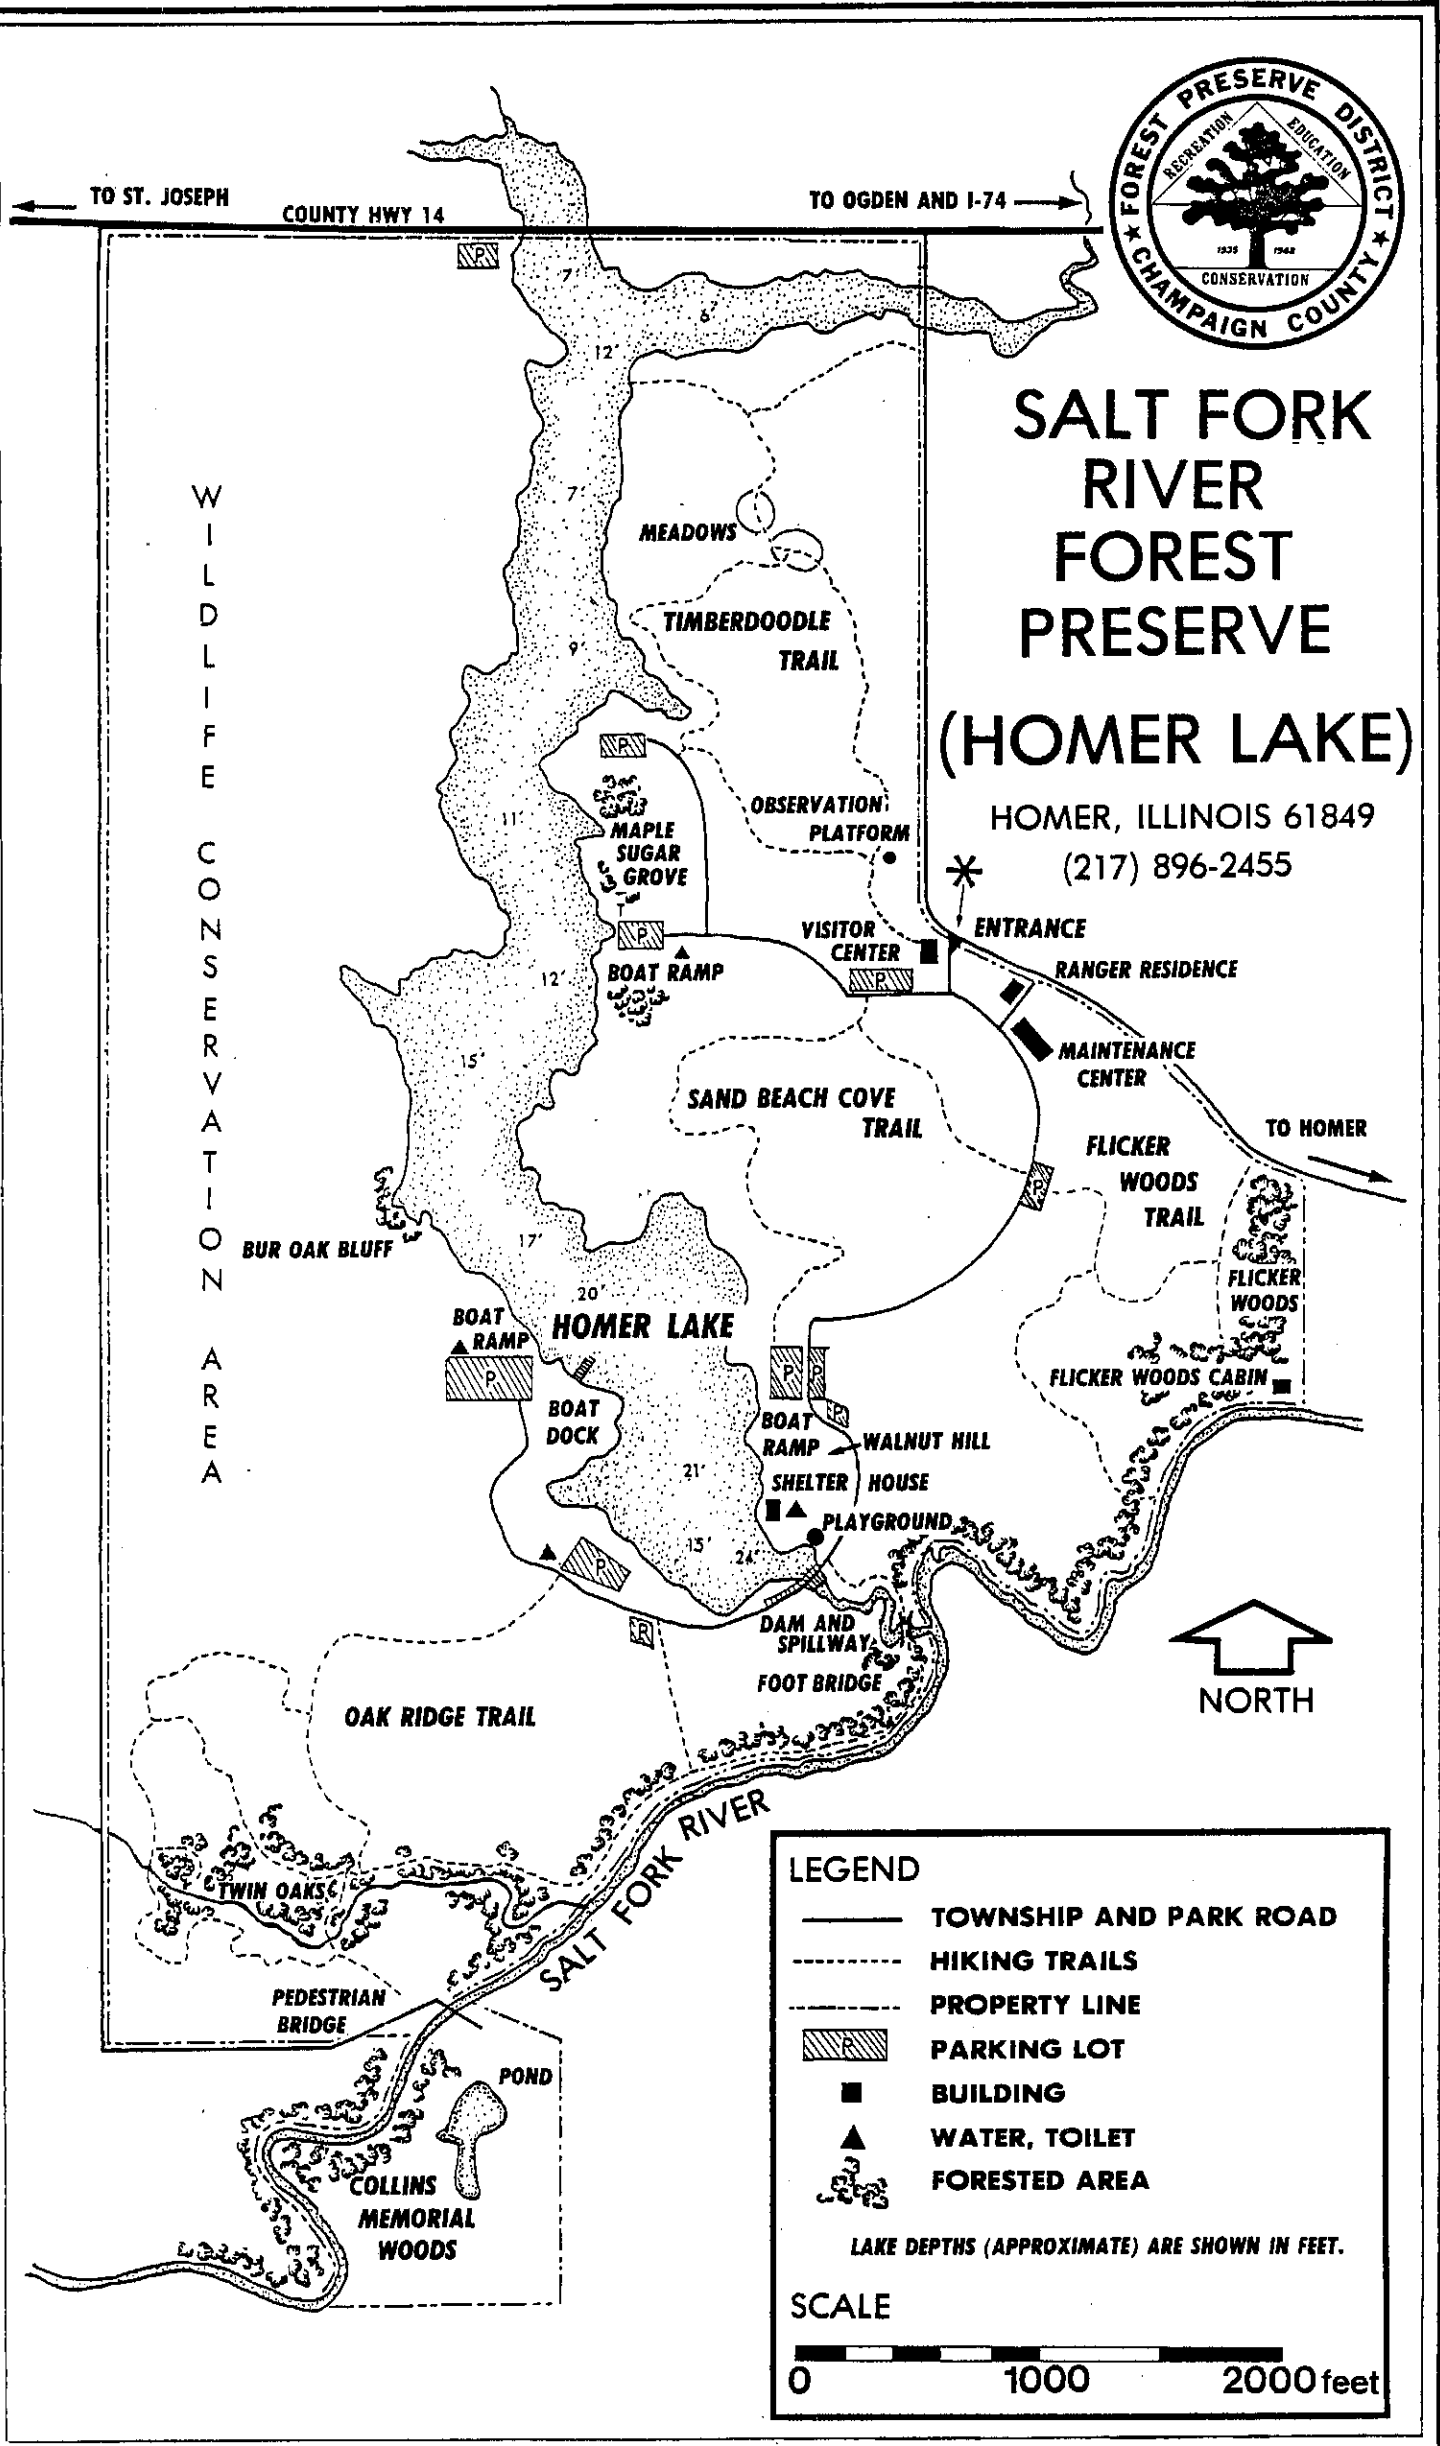 FOREST PRESERVE DISTRICT
★ CHAMPAIGN COUNTY ★
RECREATION
EDUCATION
1935 1948
CONSERVATION
TO ST. JOSEPH
COUNTY HWY 14
TO OGDEN AND I-74
SALT FORK
RIVER
FOREST
PRESERVE
(HOMER LAKE)
HOMER, ILLINOIS 61849
(217) 896-2455
P
7'
6'
12'
7'
9'
11'
12'
15'
17'
20'
21'
15'
24'
WILDLIFE CONSERVATION AREA
MEADOWS
TIMBERDOODLE
TRAIL
P
MAPLE
SUGAR
GROVE
OBSERVATION
PLATFORM
P
BOAT RAMP
VISITOR
CENTER
P
ENTRANCE
RANGER RESIDENCE
MAINTENANCE
CENTER
SAND BEACH COVE
TRAIL
P
FLICKER
WOODS
TRAIL
TO HOMER
BUR OAK BLUFF
FLICKER
WOODS
FLICKER WOODS CABIN
BOAT
RAMP
P
HOMER LAKE
BOAT
DOCK
P
P
P
BOAT
RAMP
WALNUT HILL
SHELTER HOUSE
PLAYGROUND
P
P
DAM AND
SPILLWAY
FOOT BRIDGE
NORTH
OAK RIDGE TRAIL
TWIN OAKS
SALT FORK RIVER
PEDESTRIAN
BRIDGE
POND
COLLINS
MEMORIAL
WOODS
LEGEND
TOWNSHIP AND PARK ROAD
HIKING TRAILS
PROPERTY LINE
P
PARKING LOT
BUILDING
WATER, TOILET
FORESTED AREA
LAKE DEPTHS (APPROXIMATE) ARE SHOWN IN FEET.
SCALE
0 1000 2000 feet